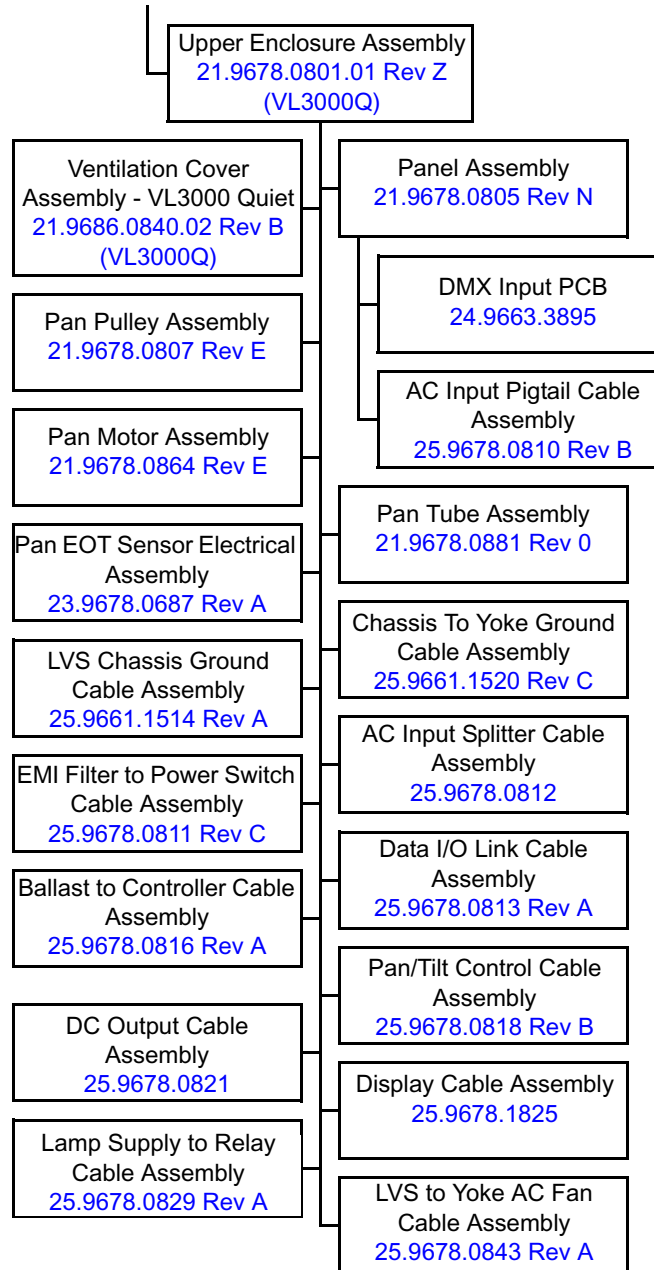 Upper Enclosure Assembly
21.9678.0801.01 Rev Z
(VL3000Q)
Ventilation Cover
Assembly - VL3000 Quiet
21.9686.0840.02 Rev B
(VL3000Q)
Panel Assembly
21.9678.0805 Rev N
DMX Input PCB
24.9663.3895
AC Input Pigtail Cable
Assembly
25.9678.0810 Rev B
Pan Pulley Assembly
21.9678.0807 Rev E
Pan Motor Assembly
21.9678.0864 Rev E
Pan Tube Assembly
21.9678.0881 Rev 0
Pan EOT Sensor Electrical
Assembly
23.9678.0687 Rev A
Chassis To Yoke Ground
Cable Assembly
25.9661.1520 Rev C
LVS Chassis Ground
Cable Assembly
25.9661.1514 Rev A
AC Input Splitter Cable
Assembly
25.9678.0812
EMI Filter to Power Switch
Cable Assembly
25.9678.0811 Rev C
Data I/O Link Cable
Assembly
25.9678.0813 Rev A
Ballast to Controller Cable
Assembly
25.9678.0816 Rev A
Pan/Tilt Control Cable
Assembly
25.9678.0818 Rev B
DC Output Cable
Assembly
25.9678.0821
Display Cable Assembly
25.9678.1825
Lamp Supply to Relay
Cable Assembly
25.9678.0829 Rev A
LVS to Yoke AC Fan
Cable Assembly
25.9678.0843 Rev A